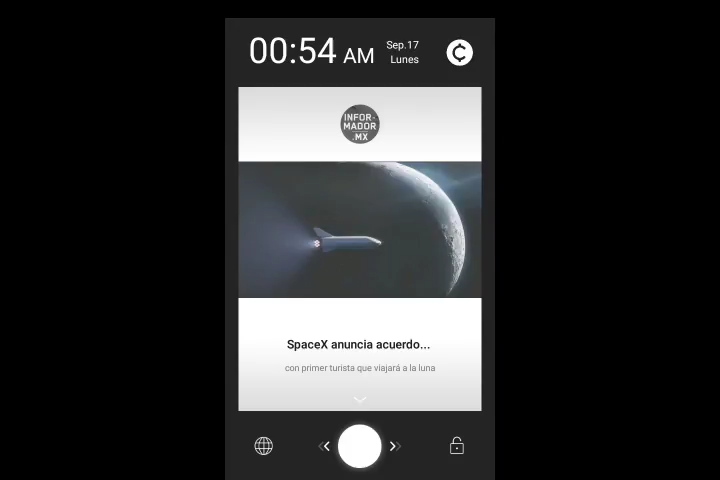 00:54 AM
Sep.17
Lunes
INFOR-
MADOR
.MX
SpaceX anuncia acuerdo...
con primer turista que viajará a la luna